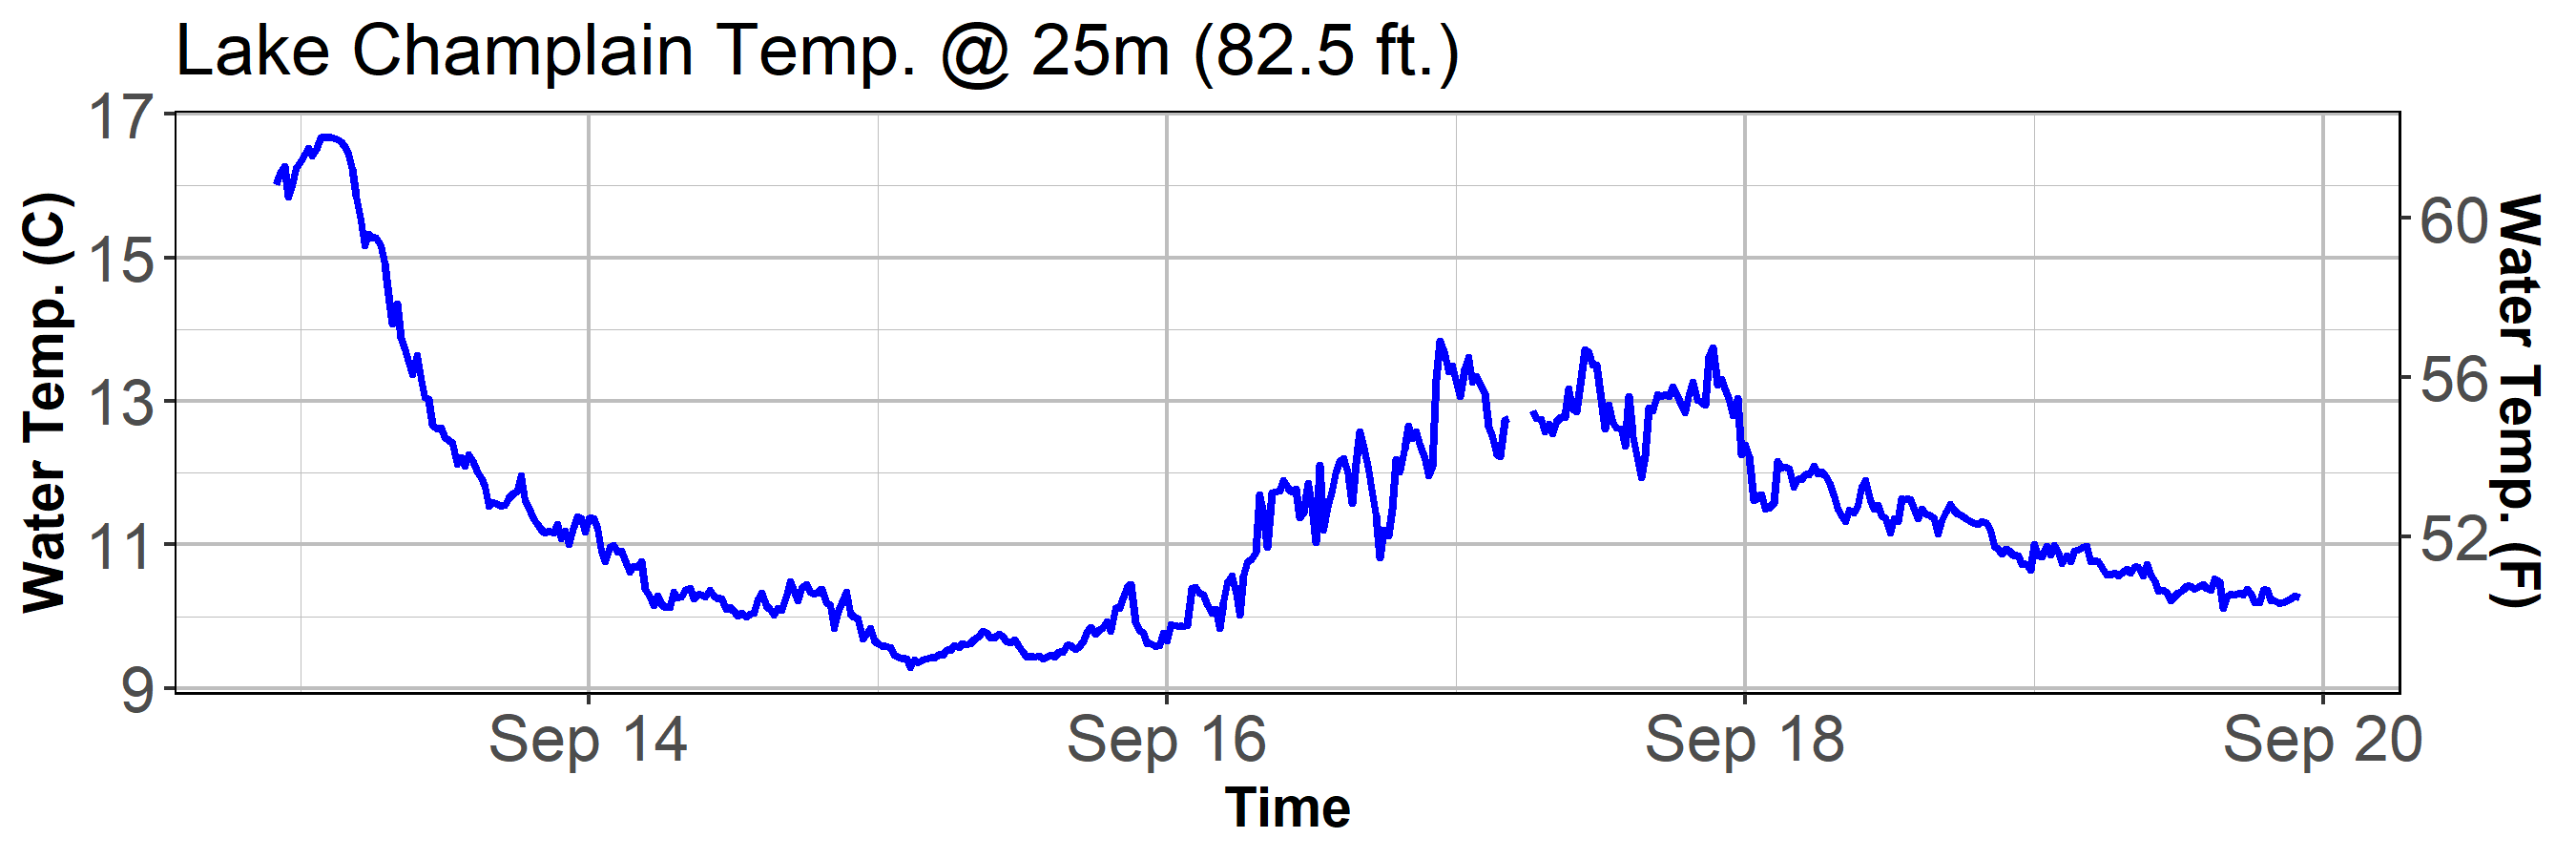 Lake Champlain Temp. @ 25m (82.5 ft.)
Water Temp. (C)
17
15
13
11
9
60
56
52
Water Temp. (F)
Sep 14 Sep 16 Sep 18 Sep 20
Time